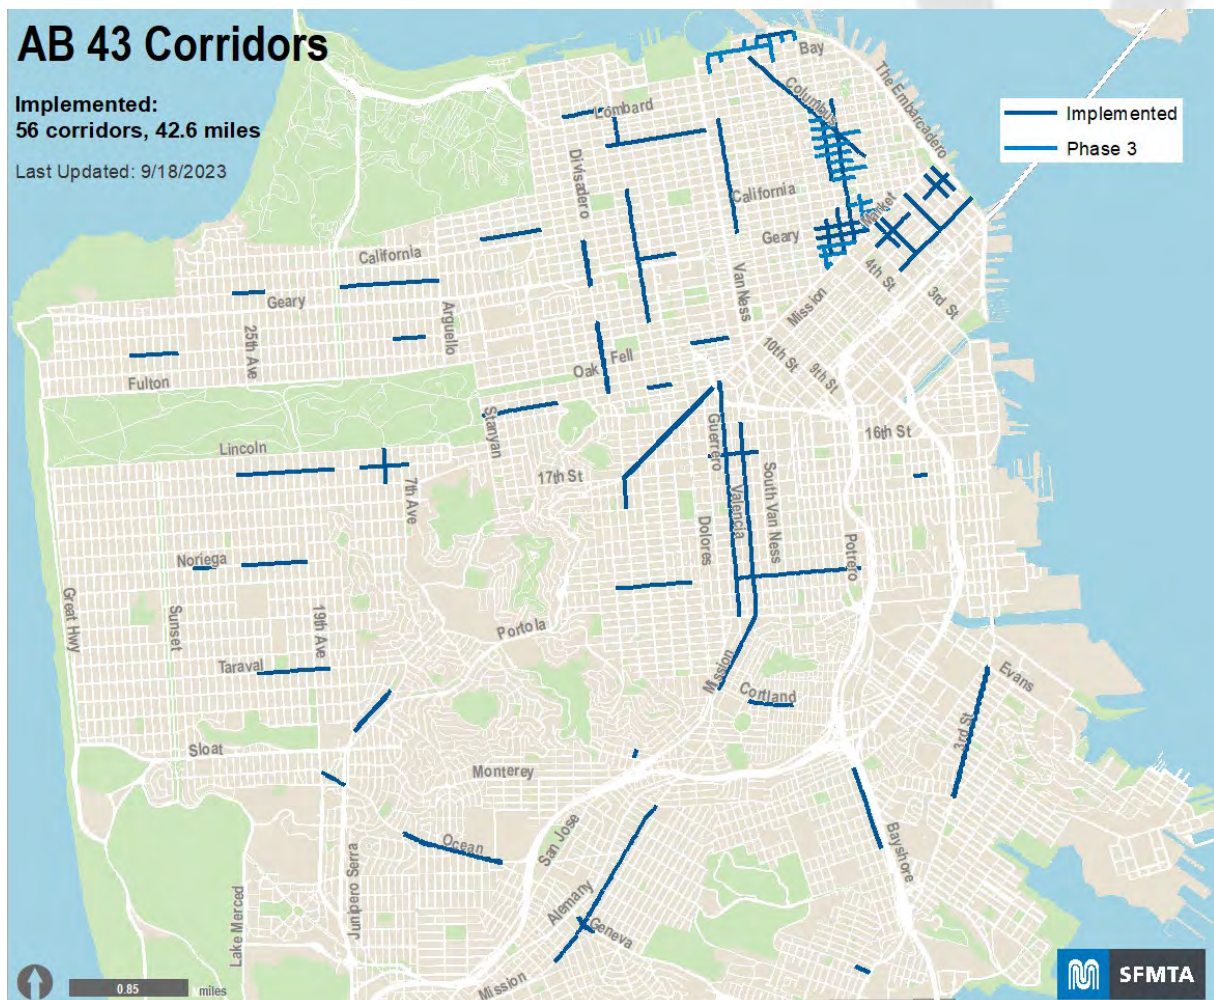 AB 43 Corridors
Implemented:
56 corridors, 42.6 miles
Last Updated: 9/18/2023
Implemented
Phase 3
Bay
The Embarcadero
Columbus
Lombard
Divisadero
California
Market
Geary
Van Ness
4th St
3rd St
Mission
California
Geary
Arguello
25th Ave
10th St
9th St
Fulton
Oak
Fell
Stanyan
Guerrero
16th St
Lincoln
17th St
7th Ave
Valencia
South Van Ness
Dolores
Potrero
Noriega
Great Hwy
Sunset
19th Ave
Portola
Taraval
Mission
Cortland
Evans
3rd St
Sloat
Monterey
Ocean
San Jose
Bayshore
Junipero Serra
Alemany
Geneva
Lake Merced
Mission
0.85
miles
SFMTA